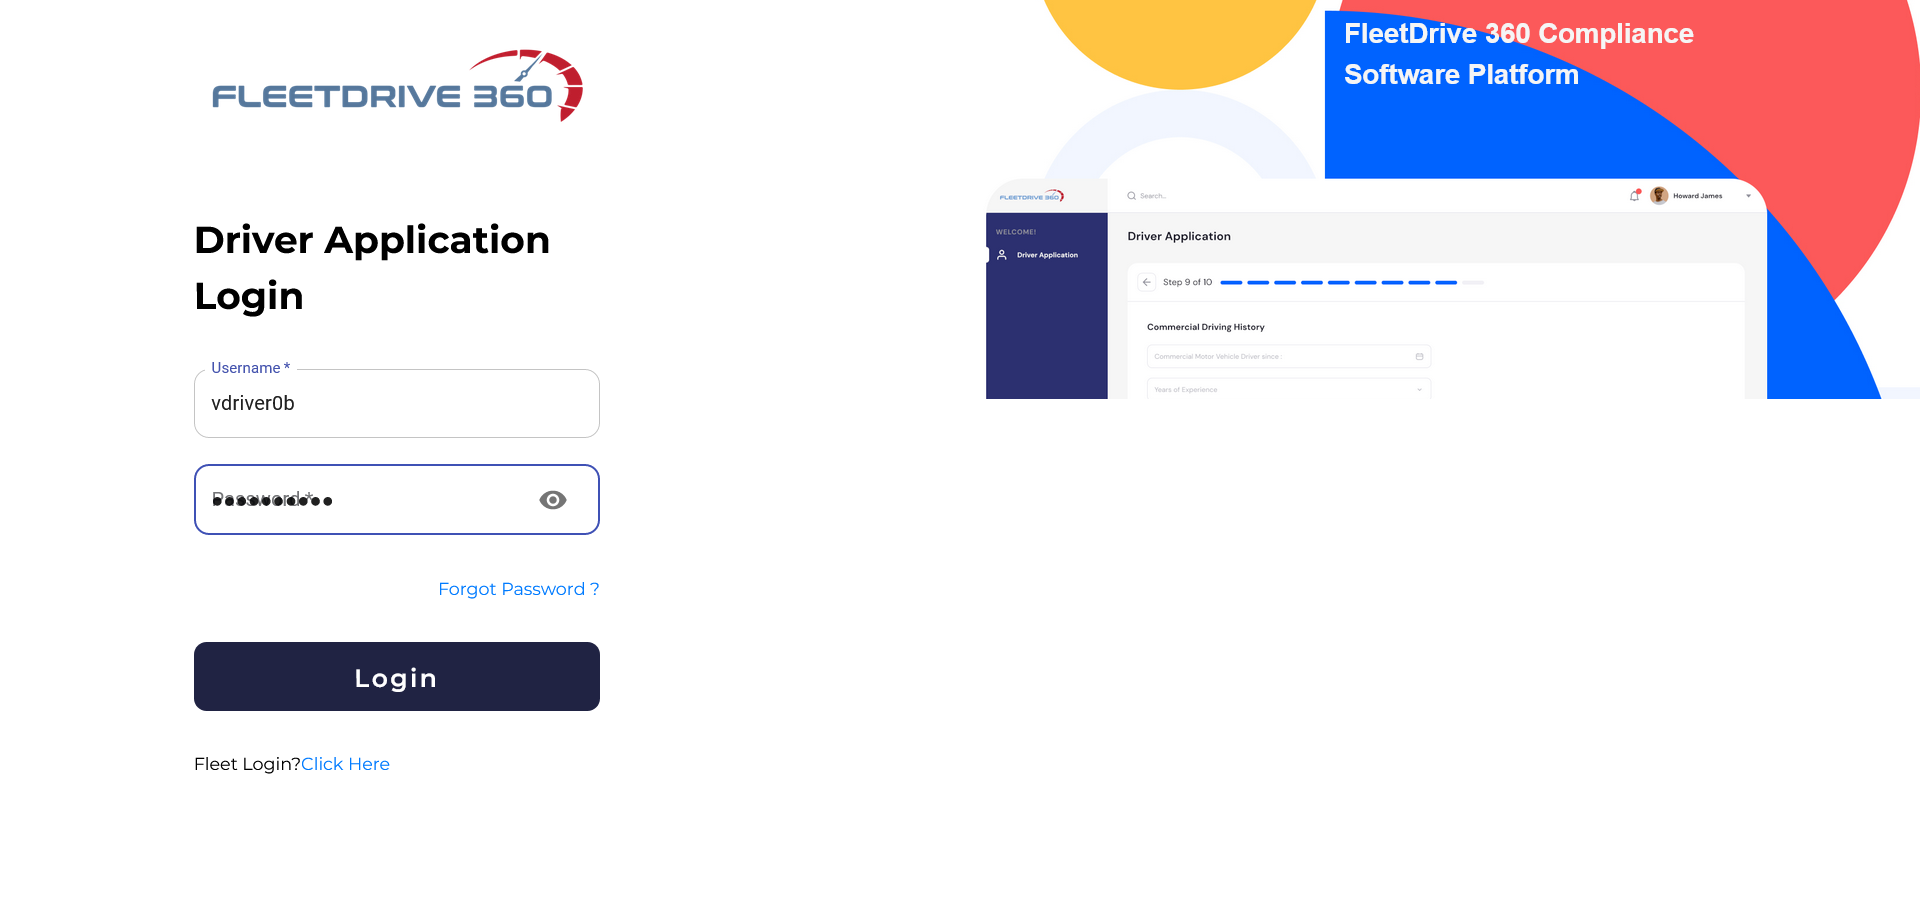 FLEETDRIVE 360
Driver Application
Login
Username *
vdriver0b
Password *
Forgot Password ?
Login
Fleet Login?Click Here
FleetDrive 360 Compliance
Software Platform
FLEETDRIVE 360
Search...
Howard James
WELCOME!
Driver Application
Driver Application
Step 9 of 10
Commercial Driving History
Commercial Motor Vehicle Driver since :
Years of Experience